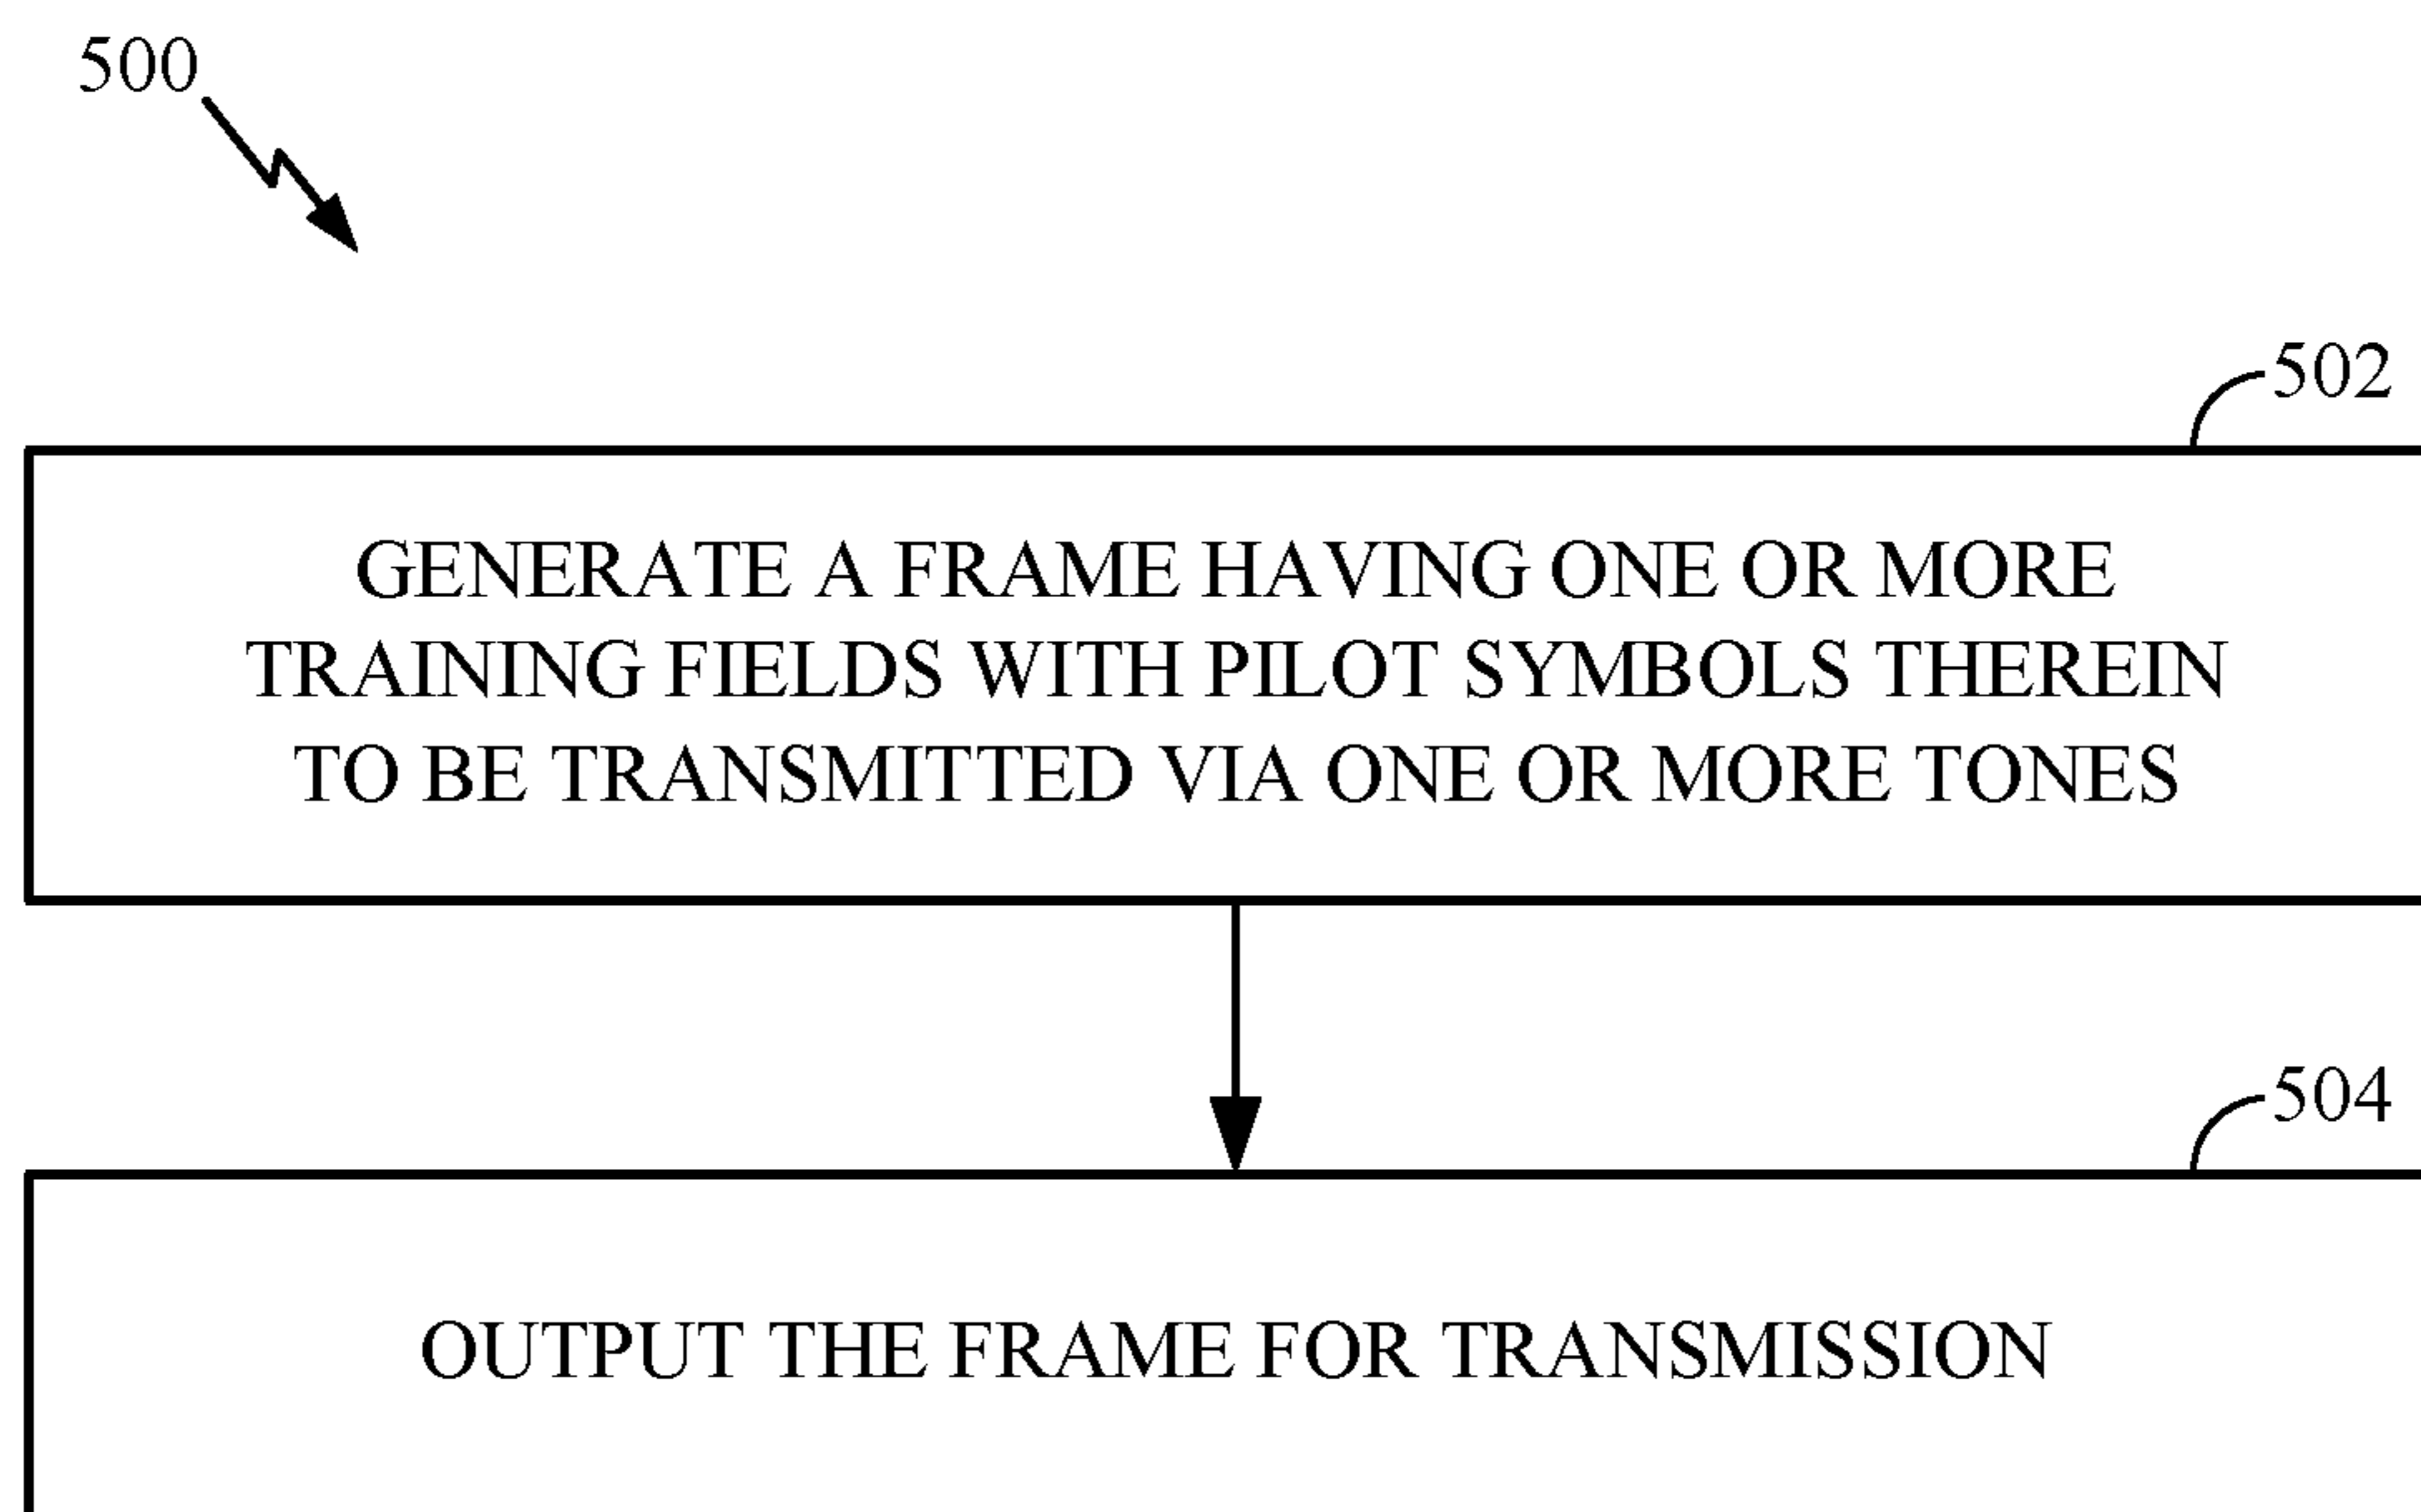 500
502
GENERATE A FRAME HAVING ONE OR MORE
TRAINING FIELDS WITH PILOT SYMBOLS THEREIN
TO BE TRANSMITTED VIA ONE OR MORE TONES
504
OUTPUT THE FRAME FOR TRANSMISSION